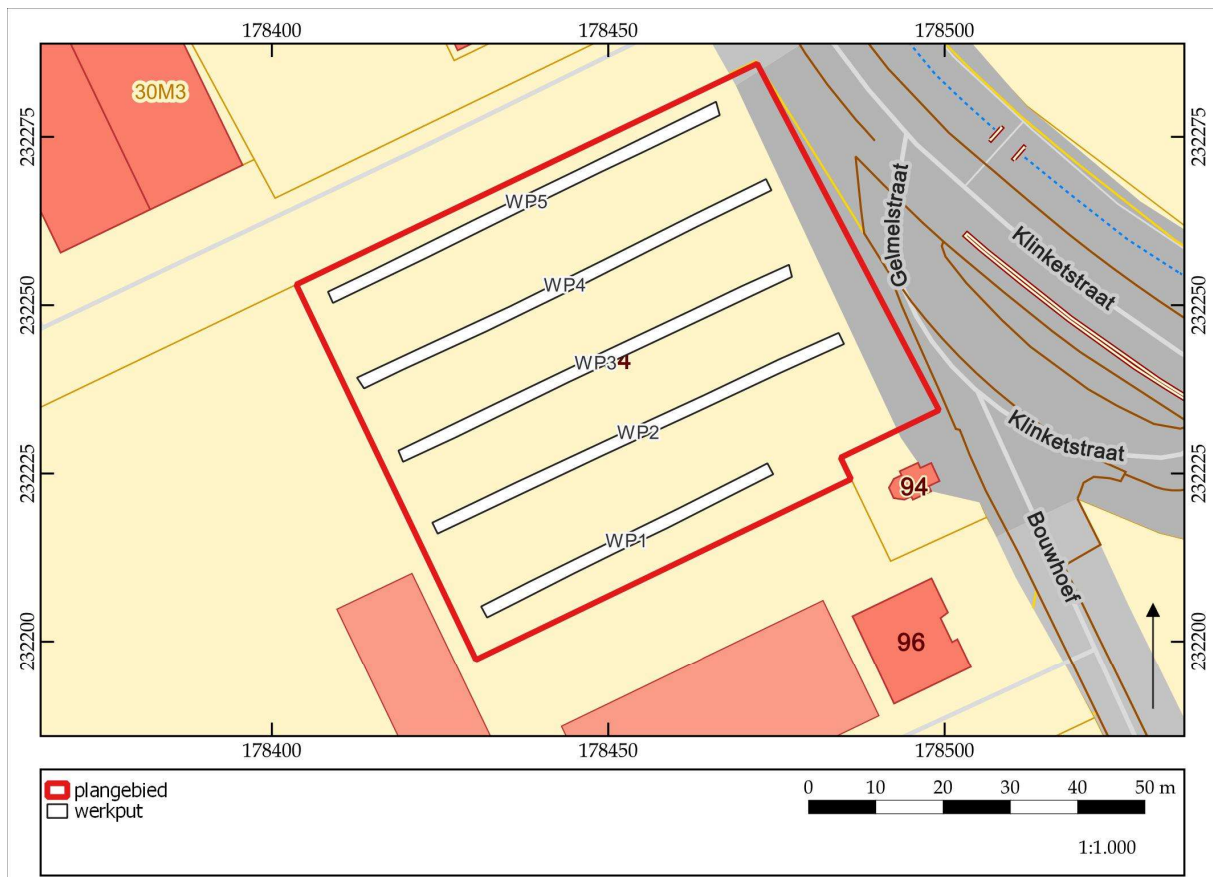 178400
178450
178500
30M3
232275
232275
WP5
Gelmelstraat
Klinketstraat
WP4
232250
232250
WP3
4
WP2
Klinketstraat
232225
232225
94
WP1
Bouwhoef
232200
232200
96
178400
178450
178500
plangebied
werkput
0 10 20 30 40 50 m
1:1.000